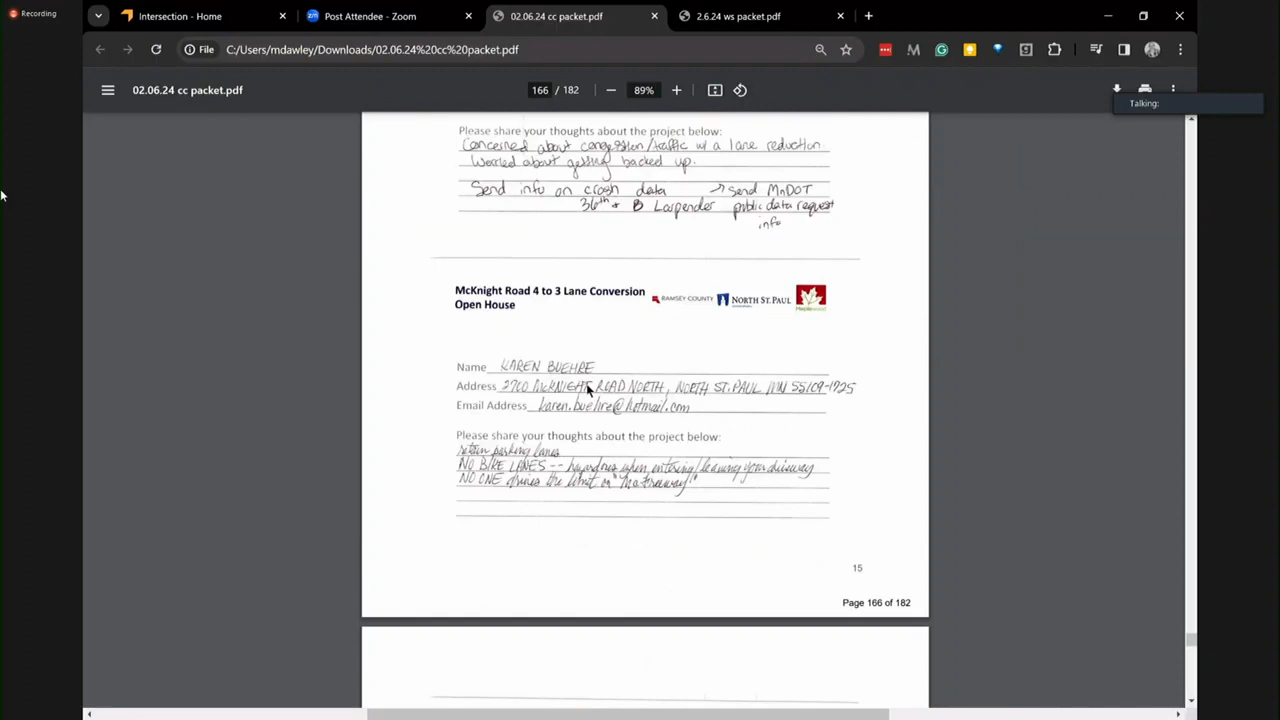 Recording
Intersection - Home
Post Attendee - Zoom
02.06.24 cc packet.pdf
2.6.24 ws packet.pdf
File
C:/Users/mdawley/Downloads/02.06.24%20cc%20packet.pdf
02.06.24 cc packet.pdf
166 / 182
89%
Talking:
Please share your thoughts about the project below:
Concerned about congestion/traffic w/ a lane reduction.
Worried about getting backed up.
Send info on crash data → send MnDOT
36th + B Larpender public data request
info
McKnight Road 4 to 3 Lane Conversion
Open House
RAMSEY COUNTY
NORTH ST. PAUL
Maplewood
Name KAREN BUEHRE
Address 2700 McKNIGHT ROAD NORTH, NORTH ST. PAUL MN 55109-1725
Email Address karen.buehre@hotmail.com
Please share your thoughts about the project below:
retain parking lanes
NO BIKE LANES -- hazardous when entering/leaving your driveway
NO ONE drives the limit on "the freeway"
15
Page 166 of 182